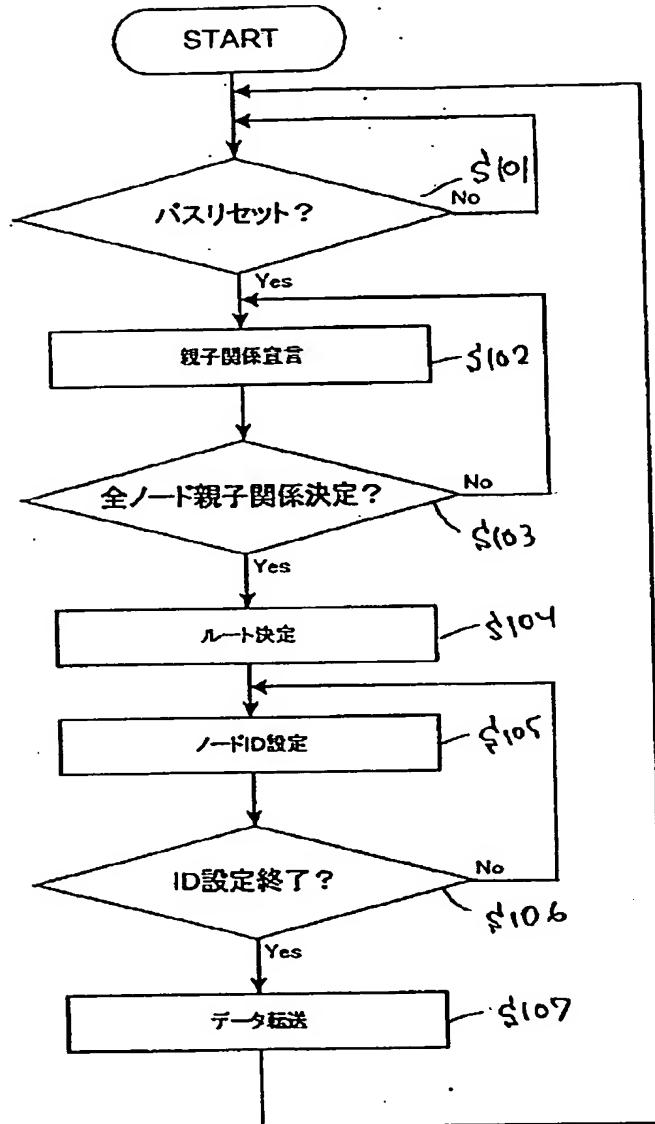 START
バスリセット?
S101
No
Yes
親子関係宣言
S102
全ノード親子関係決定?
No
S103
Yes
ルート決定
S104
ノードID設定
S105
ID設定終了?
No
S106
Yes
データ転送
S107